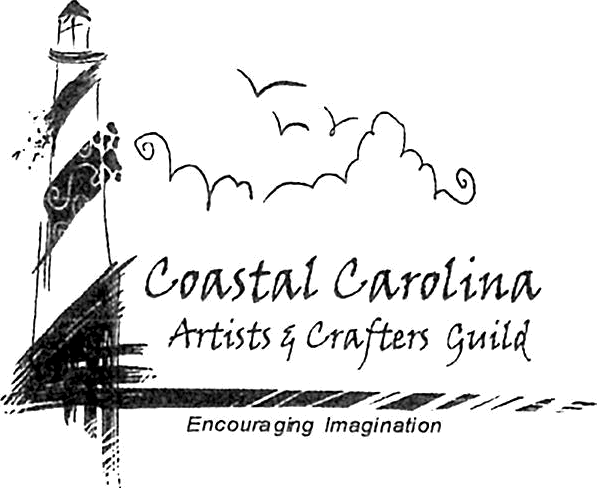 Coastal Carolina
Artists & Crafters Guild
Encouraging Imagination